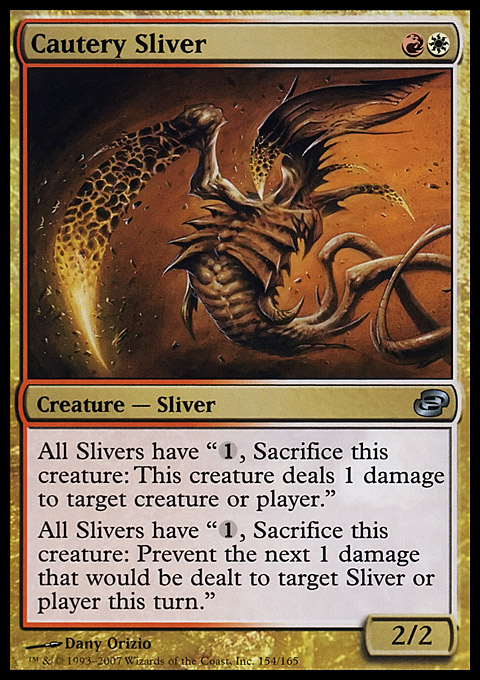 Cautery Sliver
Creature — Sliver
All Slivers have “1, Sacrifice this
creature: This creature deals 1 damage
to target creature or player.”
All Slivers have “1, Sacrifice this
creature: Prevent the next 1 damage
that would be dealt to target Sliver or
player this turn.”
2/2
Dany Orizio
™ & © 1993–2007 Wizards of the Coast, Inc. 154/165